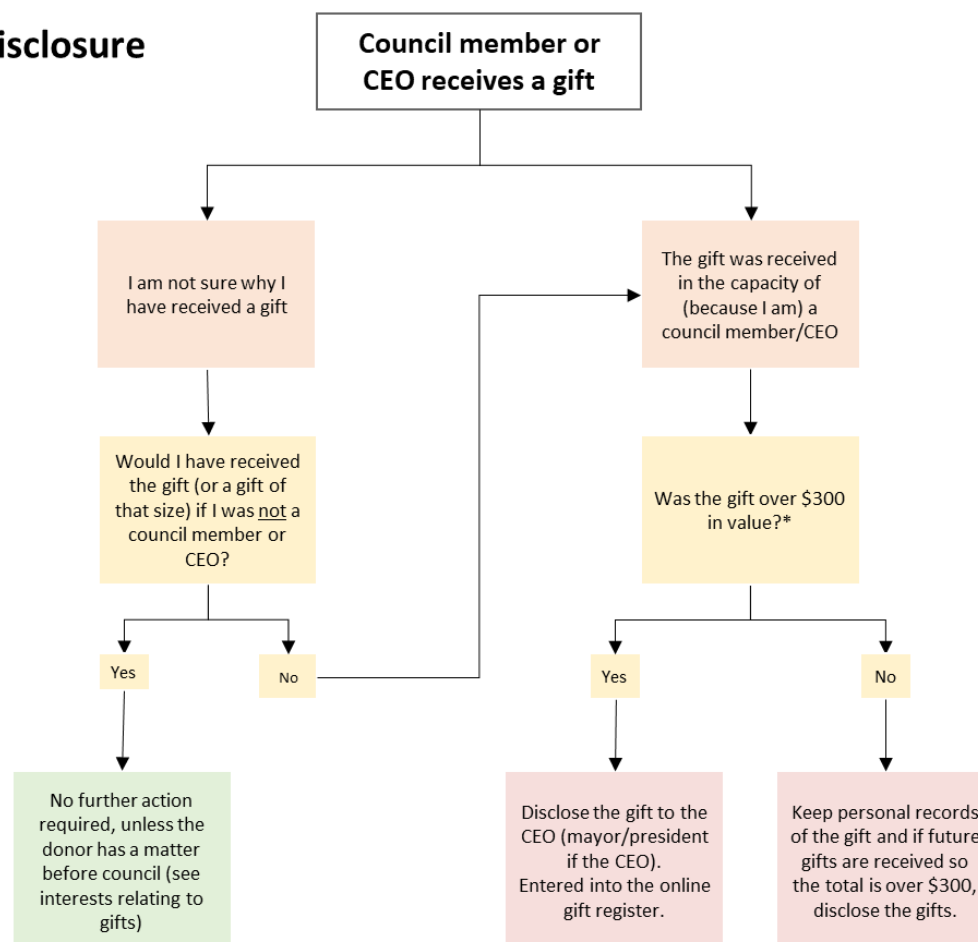 isclosure
Council member or
CEO receives a gift
I am not sure why I
have received a gift
The gift was received
in the capacity of
(because I am) a
council member/CEO
Would I have received
the gift (or a gift of
that size) if I was not a
council member or
CEO?
Was the gift over $300
in value?*
Yes
No
Yes
No
No further action
required, unless the
donor has a matter
before council (see
interests relating to
gifts)
Disclose the gift to the
CEO (mayor/president
if the CEO).
Entered into the online
gift register.
Keep personal records
of the gift and if future
gifts are received so
the total is over $300,
disclose the gifts.